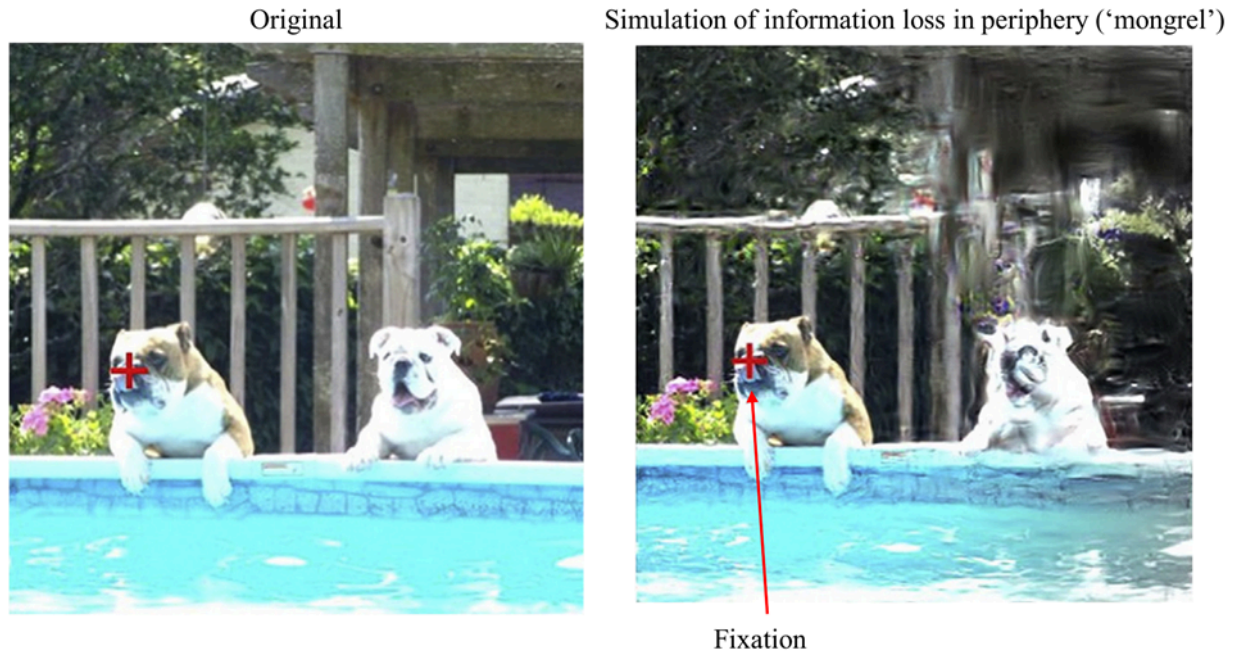 Original
Simulation of information loss in periphery (‘mongrel’)
Fixation